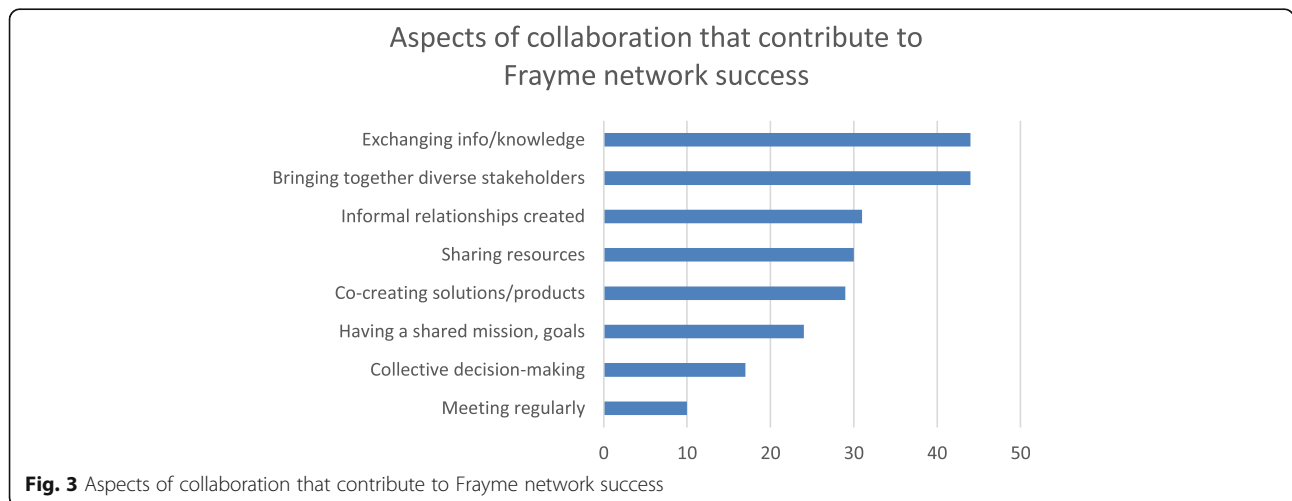 Aspects of collaboration that contribute to
Frayme network success
Exchanging info/knowledge
Bringing together diverse stakeholders
Informal relationships created
Sharing resources
Co-creating solutions/products
Having a shared mission, goals
Collective decision-making
Meeting regularly
0 10 20 30 40 50
Fig. 3 Aspects of collaboration that contribute to Frayme network success